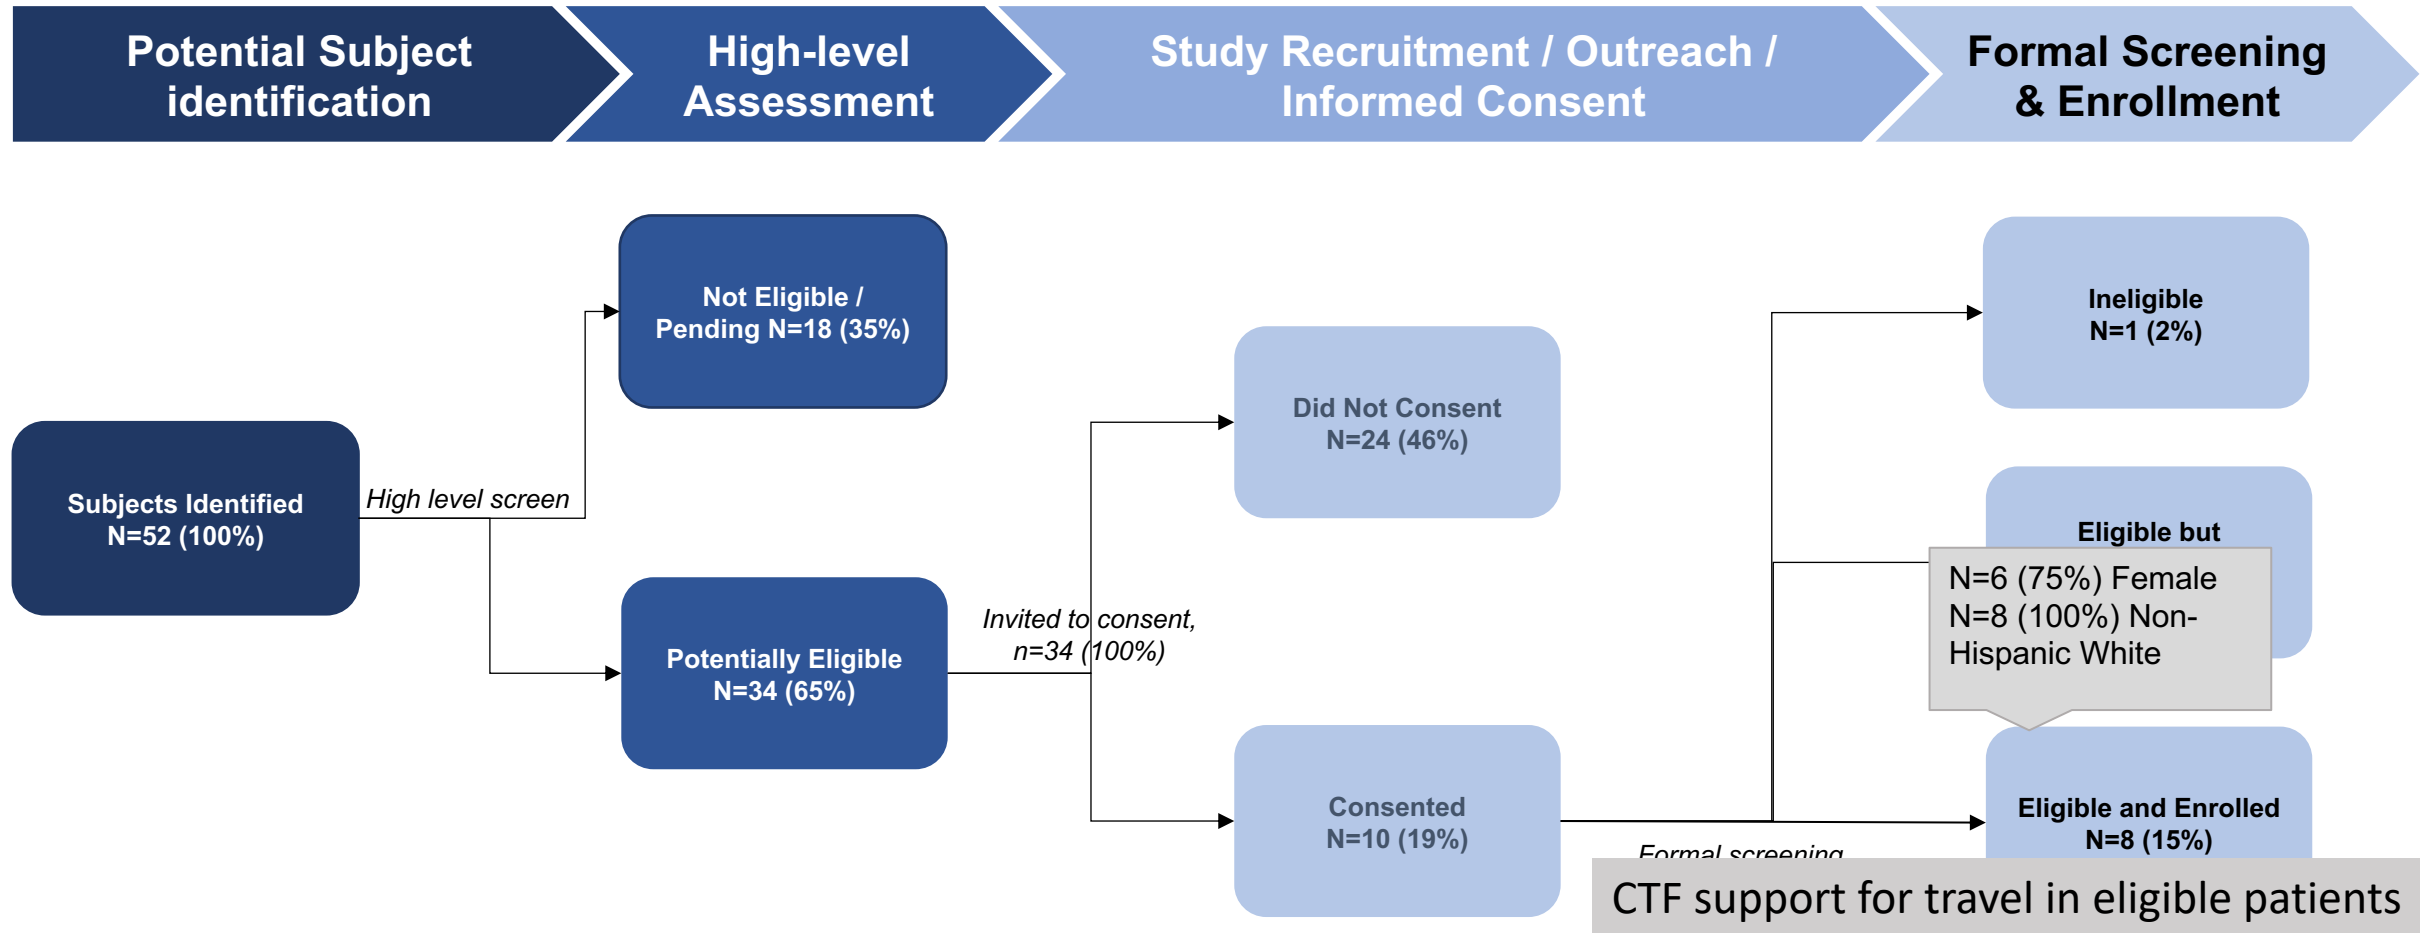 Potential Subject
identification
High-level
Assessment
Study Recruitment / Outreach /
Informed Consent
Formal Screening
& Enrollment
Subjects Identified
N=52 (100%)
High level screen
Not Eligible /
Pending N=18 (35%)
Potentially Eligible
N=34 (65%)
Invited to consent,
n=34 (100%)
Did Not Consent
N=24 (46%)
Consented
N=10 (19%)
Formal screening
Ineligible
N=1 (2%)
Eligible but
N=6 (75%) Female
N=8 (100%) Non-
Hispanic White
Eligible and Enrolled
N=8 (15%)
CTF support for travel in eligible patients